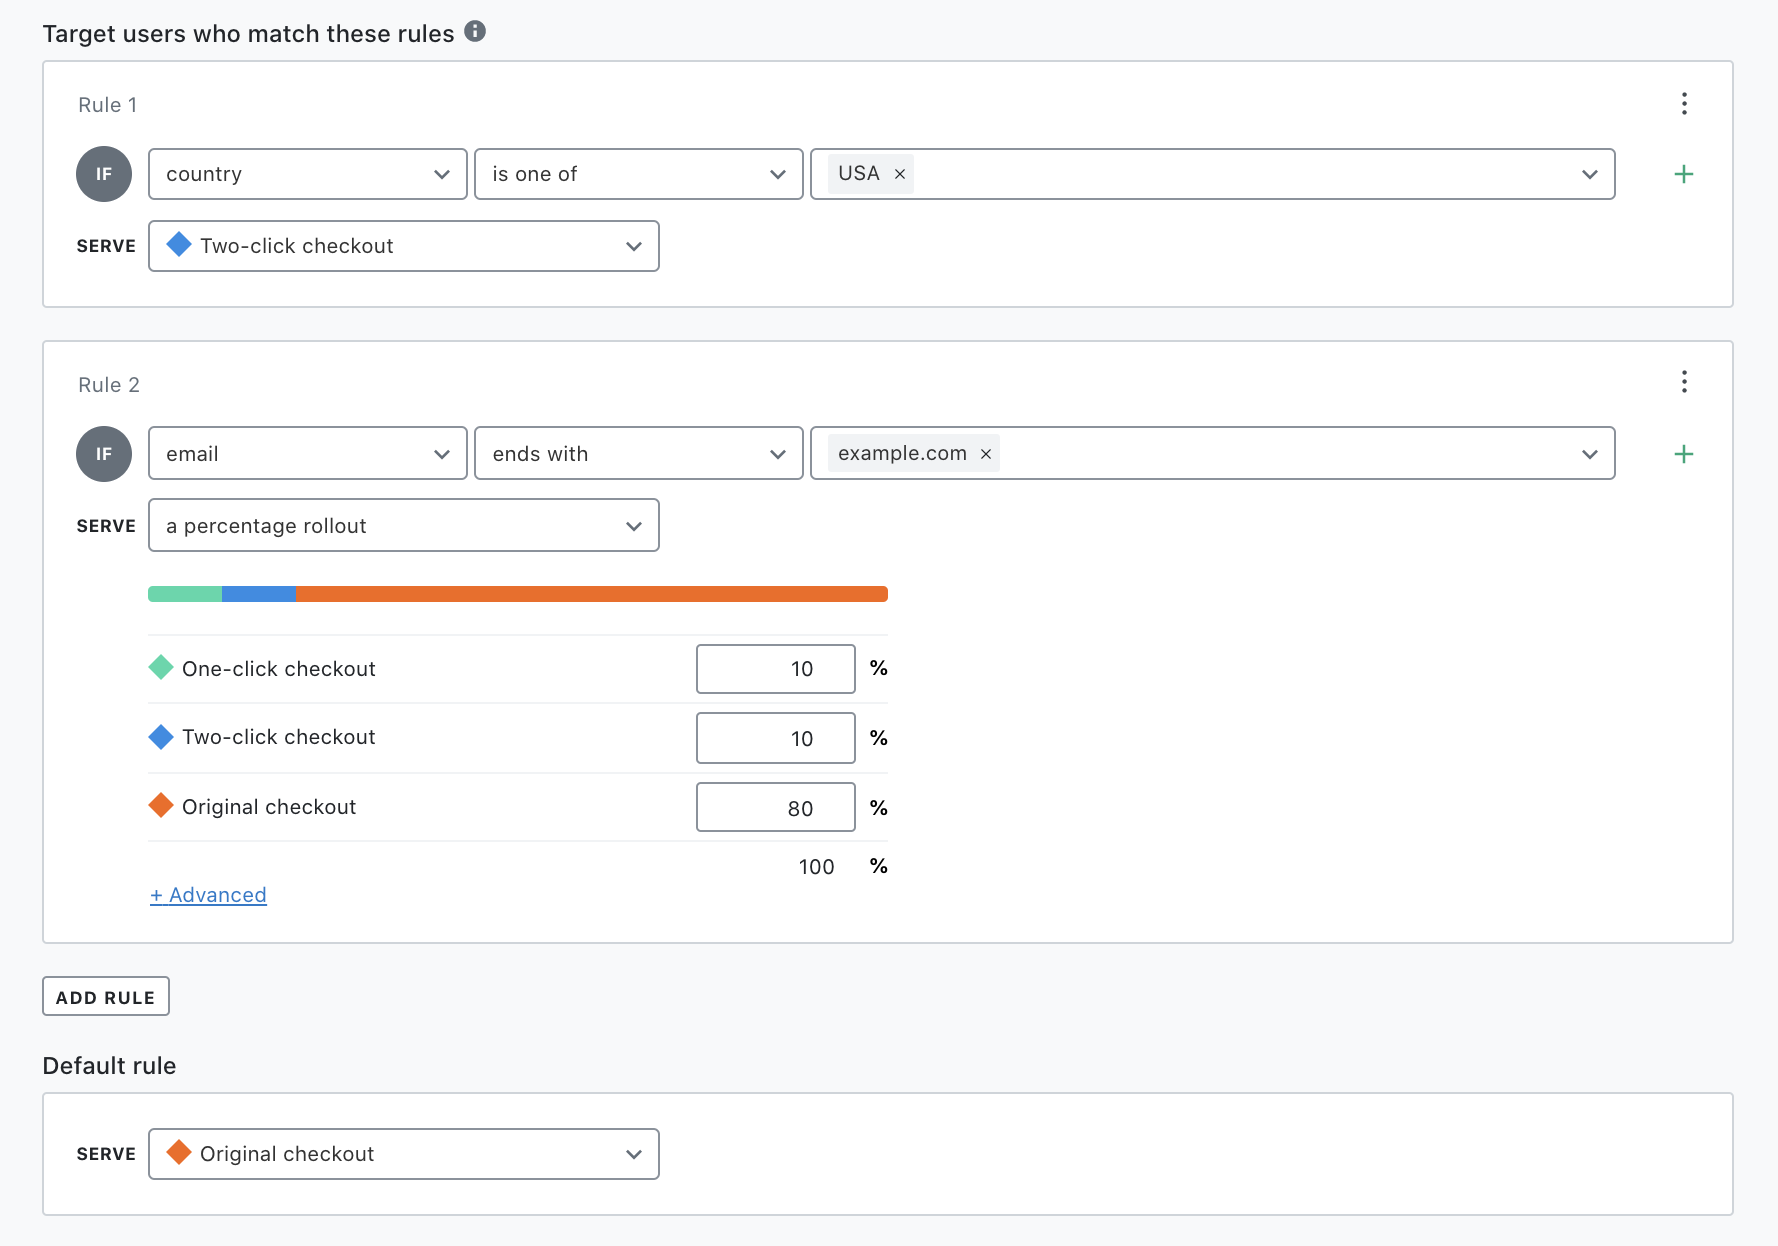 Target users who match these rules
Rule 1
IF country is one of USA ×
SERVE Two-click checkout
Rule 2
IF email ends with example.com ×
SERVE a percentage rollout
One-click checkout 10 %
Two-click checkout 10 %
Original checkout 80 %
100 %
+ Advanced
ADD RULE
Default rule
SERVE Original checkout